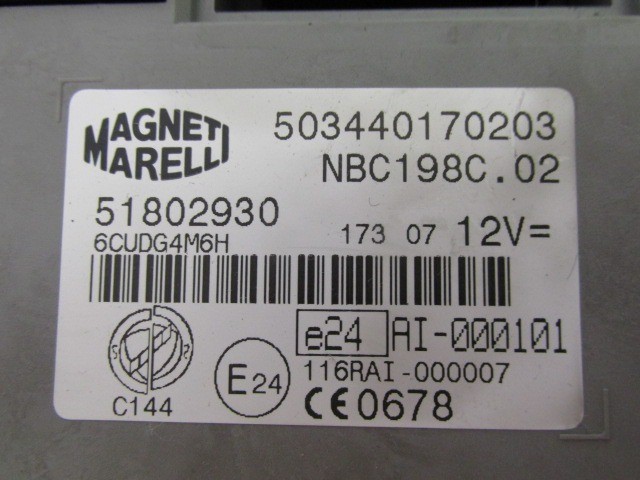 MAGNETI
MARELLI
503440170203
NBC198C.02
51802930
6CUDG4M6H
173 07 12V=
e24 AI-000101
116RAI-000007
E24
CE0678
C144